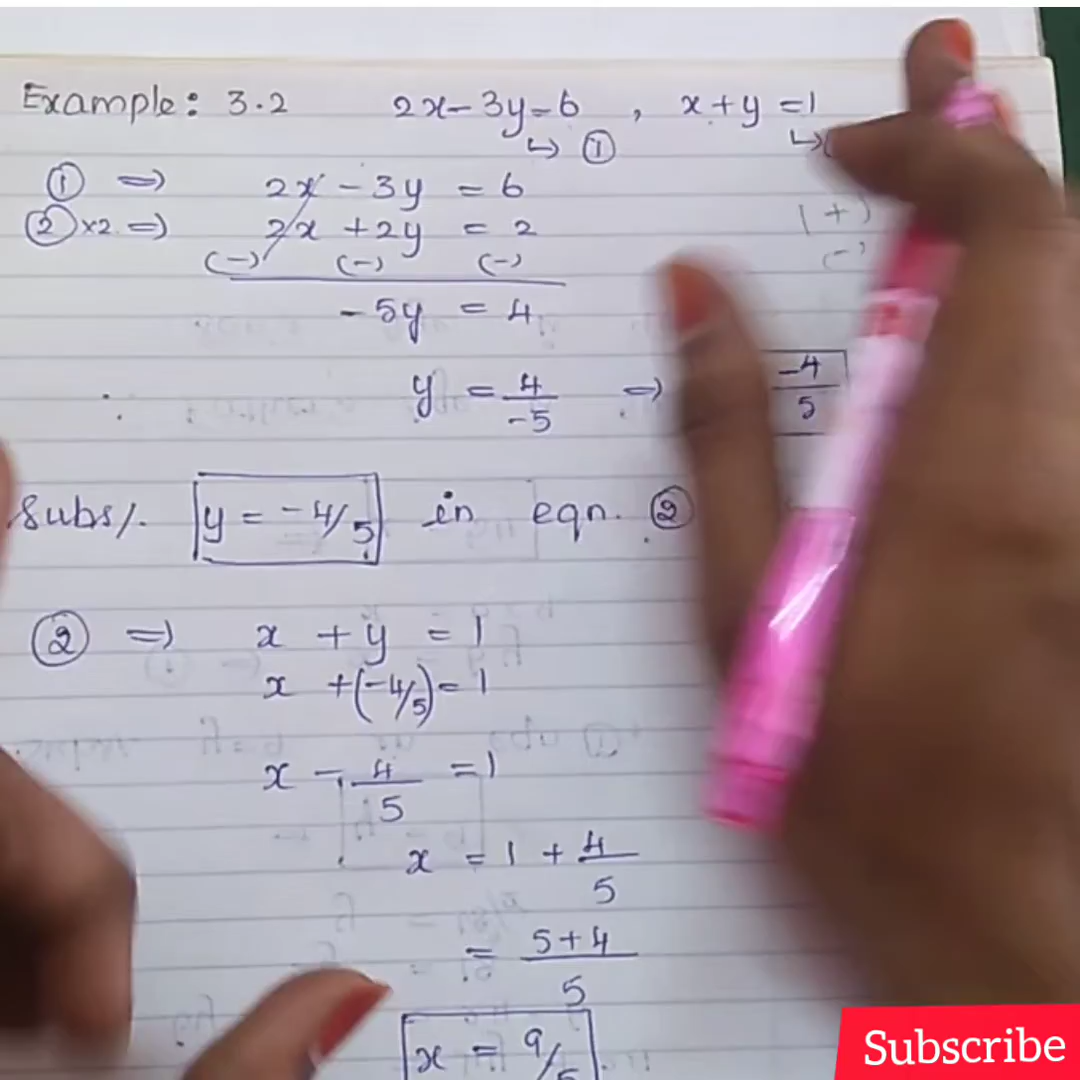 Example: 3.2 2x-3y=6 , x+y=1
↳ ①
① ⇒ 2x - 3y = 6
② ×2 ⇒ 2x + 2y = 2
(-) (-) (-)
(+)
(-)
-5y = 4
∴ y = 4/-5 ⇒ -4/5
Subs/. y = -4/5 in eqn. ②
② ⇒ x + y = 1
x + (-4/5) = 1
x - 4/5 = 1
x = 1 + 4/5
= 5+4/5
x = 9/5
Subscribe